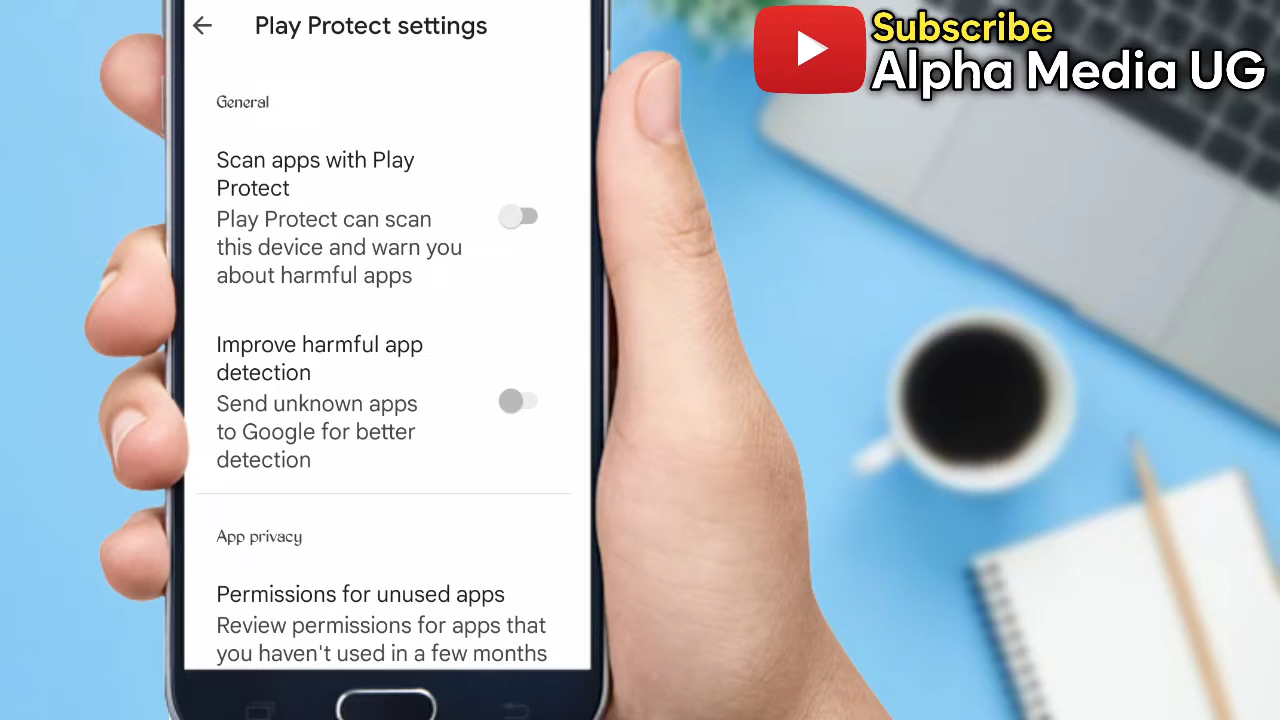 Play Protect settings
General
Scan apps with Play
Protect
Play Protect can scan
this device and warn you
about harmful apps
Improve harmful app
detection
Send unknown apps
to Google for better
detection
App privacy
Permissions for unused apps
Review permissions for apps that
you haven't used in a few months
Subscribe
Alpha Media UG